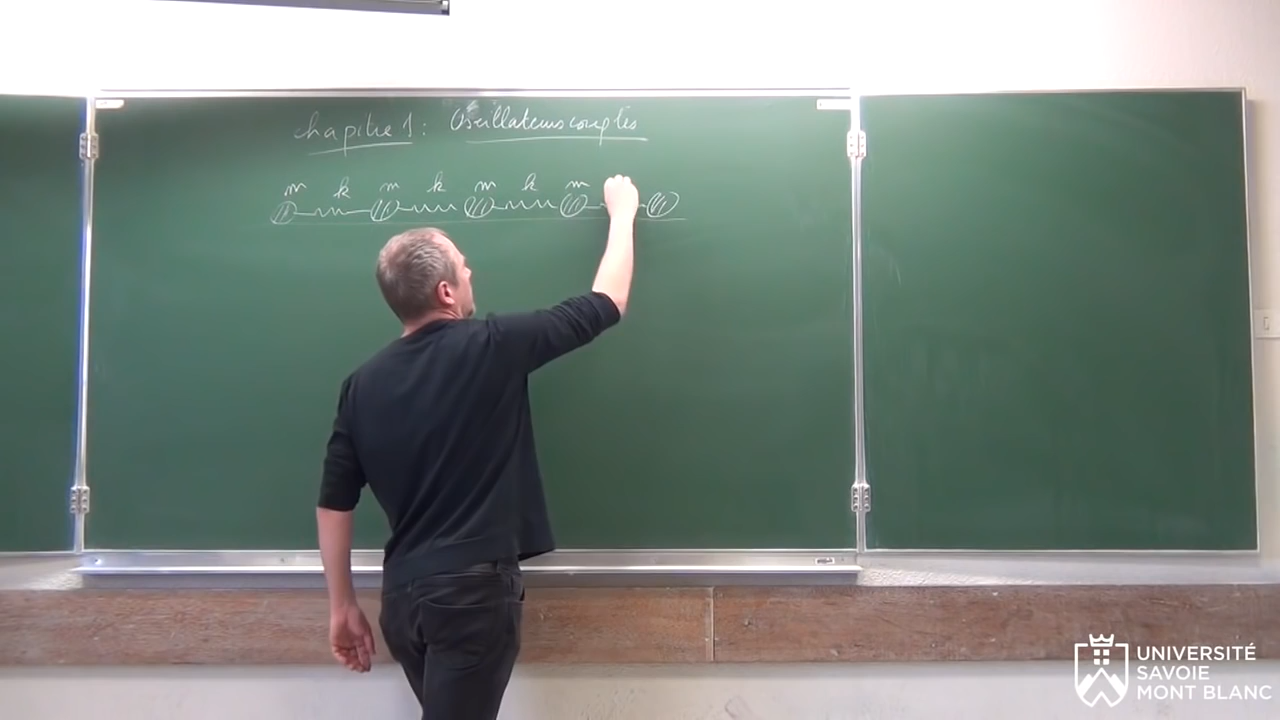 chapitre 1 : Oscillateurs couplés
m k m k m k m
UNIVERSITÉ
SAVOIE
MONT BLANC